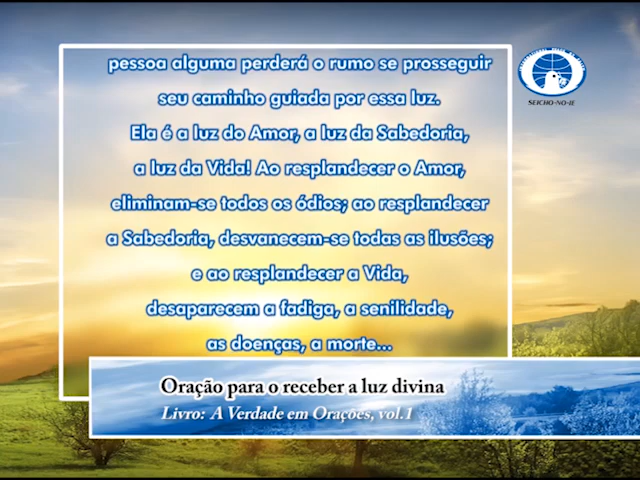 pessoa alguma perderá o rumo se prosseguir
seu caminho guiada por essa luz.
Ela é a luz do Amor, a luz da Sabedoria,
a luz da Vida! Ao resplandecer o Amor,
eliminam-se todos os ódios; ao resplandecer
a Sabedoria, desvanecem-se todas as ilusões;
e ao resplandecer a Vida,
desaparecem a fadiga, a senilidade,
as doenças, a morte...
SEICHO-NO-IE
Oração para o receber a luz divina
Livro: A Verdade em Orações, vol.1